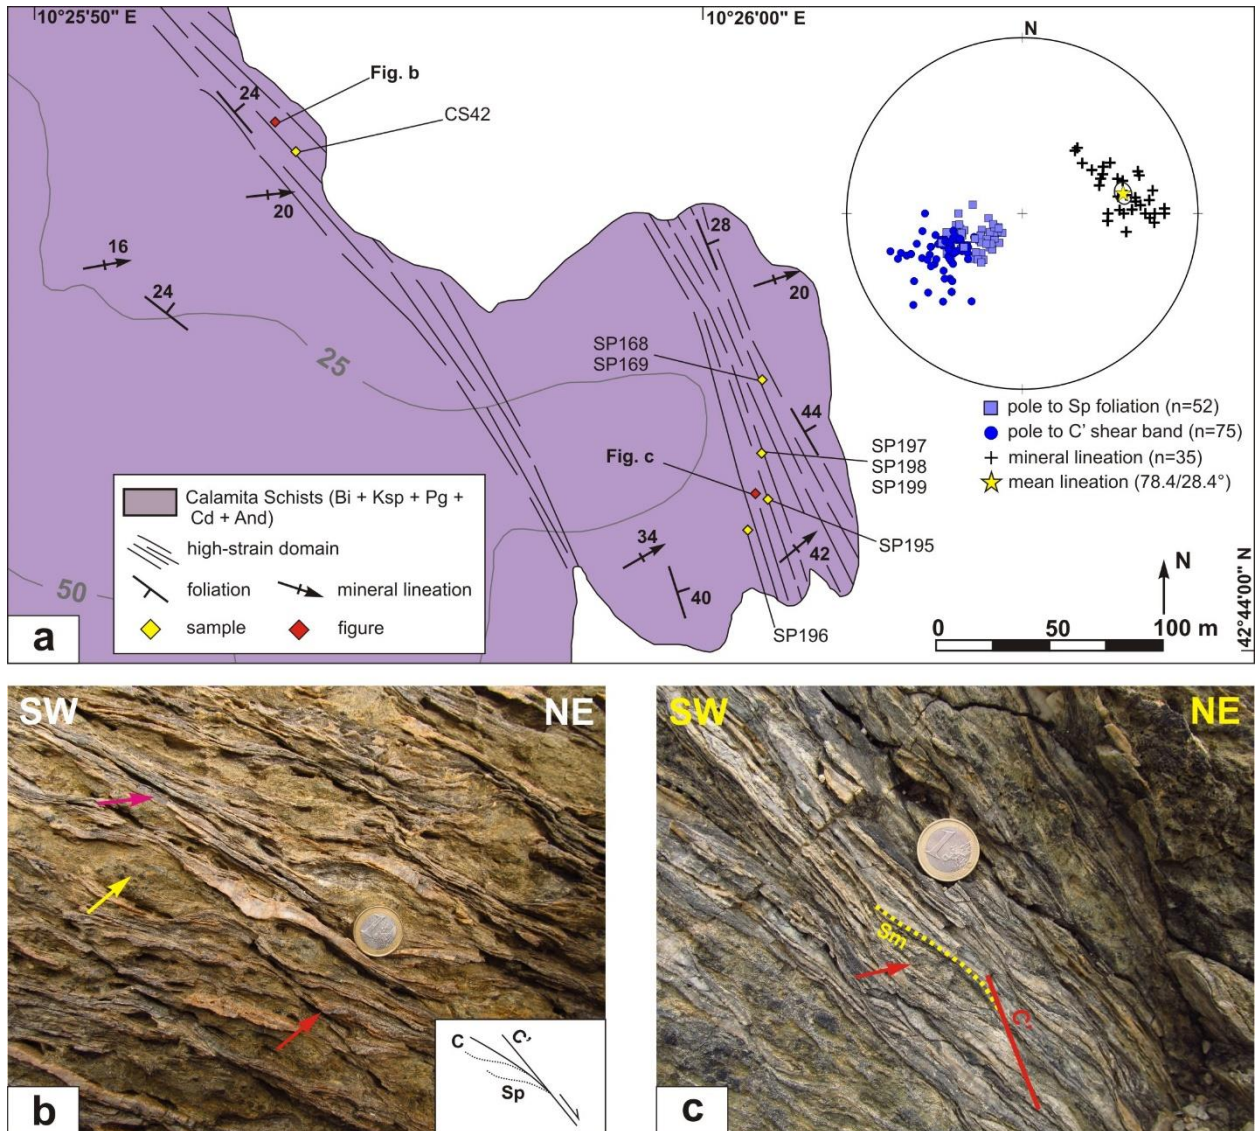 10°25'50" E
10°26'00" E
N
24
Fig. b
CS42
20
16
24
28
20
25
SP168
SP169
44
SP197
SP198
SP199
Fig. c
SP195
34
42
40
50
SP196
pole to Sp foliation (n=52)
pole to C' shear band (n=75)
mineral lineation (n=35)
mean lineation (78.4/28.4°)
Calamita Schists (Bi + Ksp + Pg +
Cd + And)
high-strain domain
foliation
mineral lineation
sample
figure
a
N
0 50 100 m
42°44'00" N
SW NE
C C'
Sp
b
SW NE
Sm
C'
c